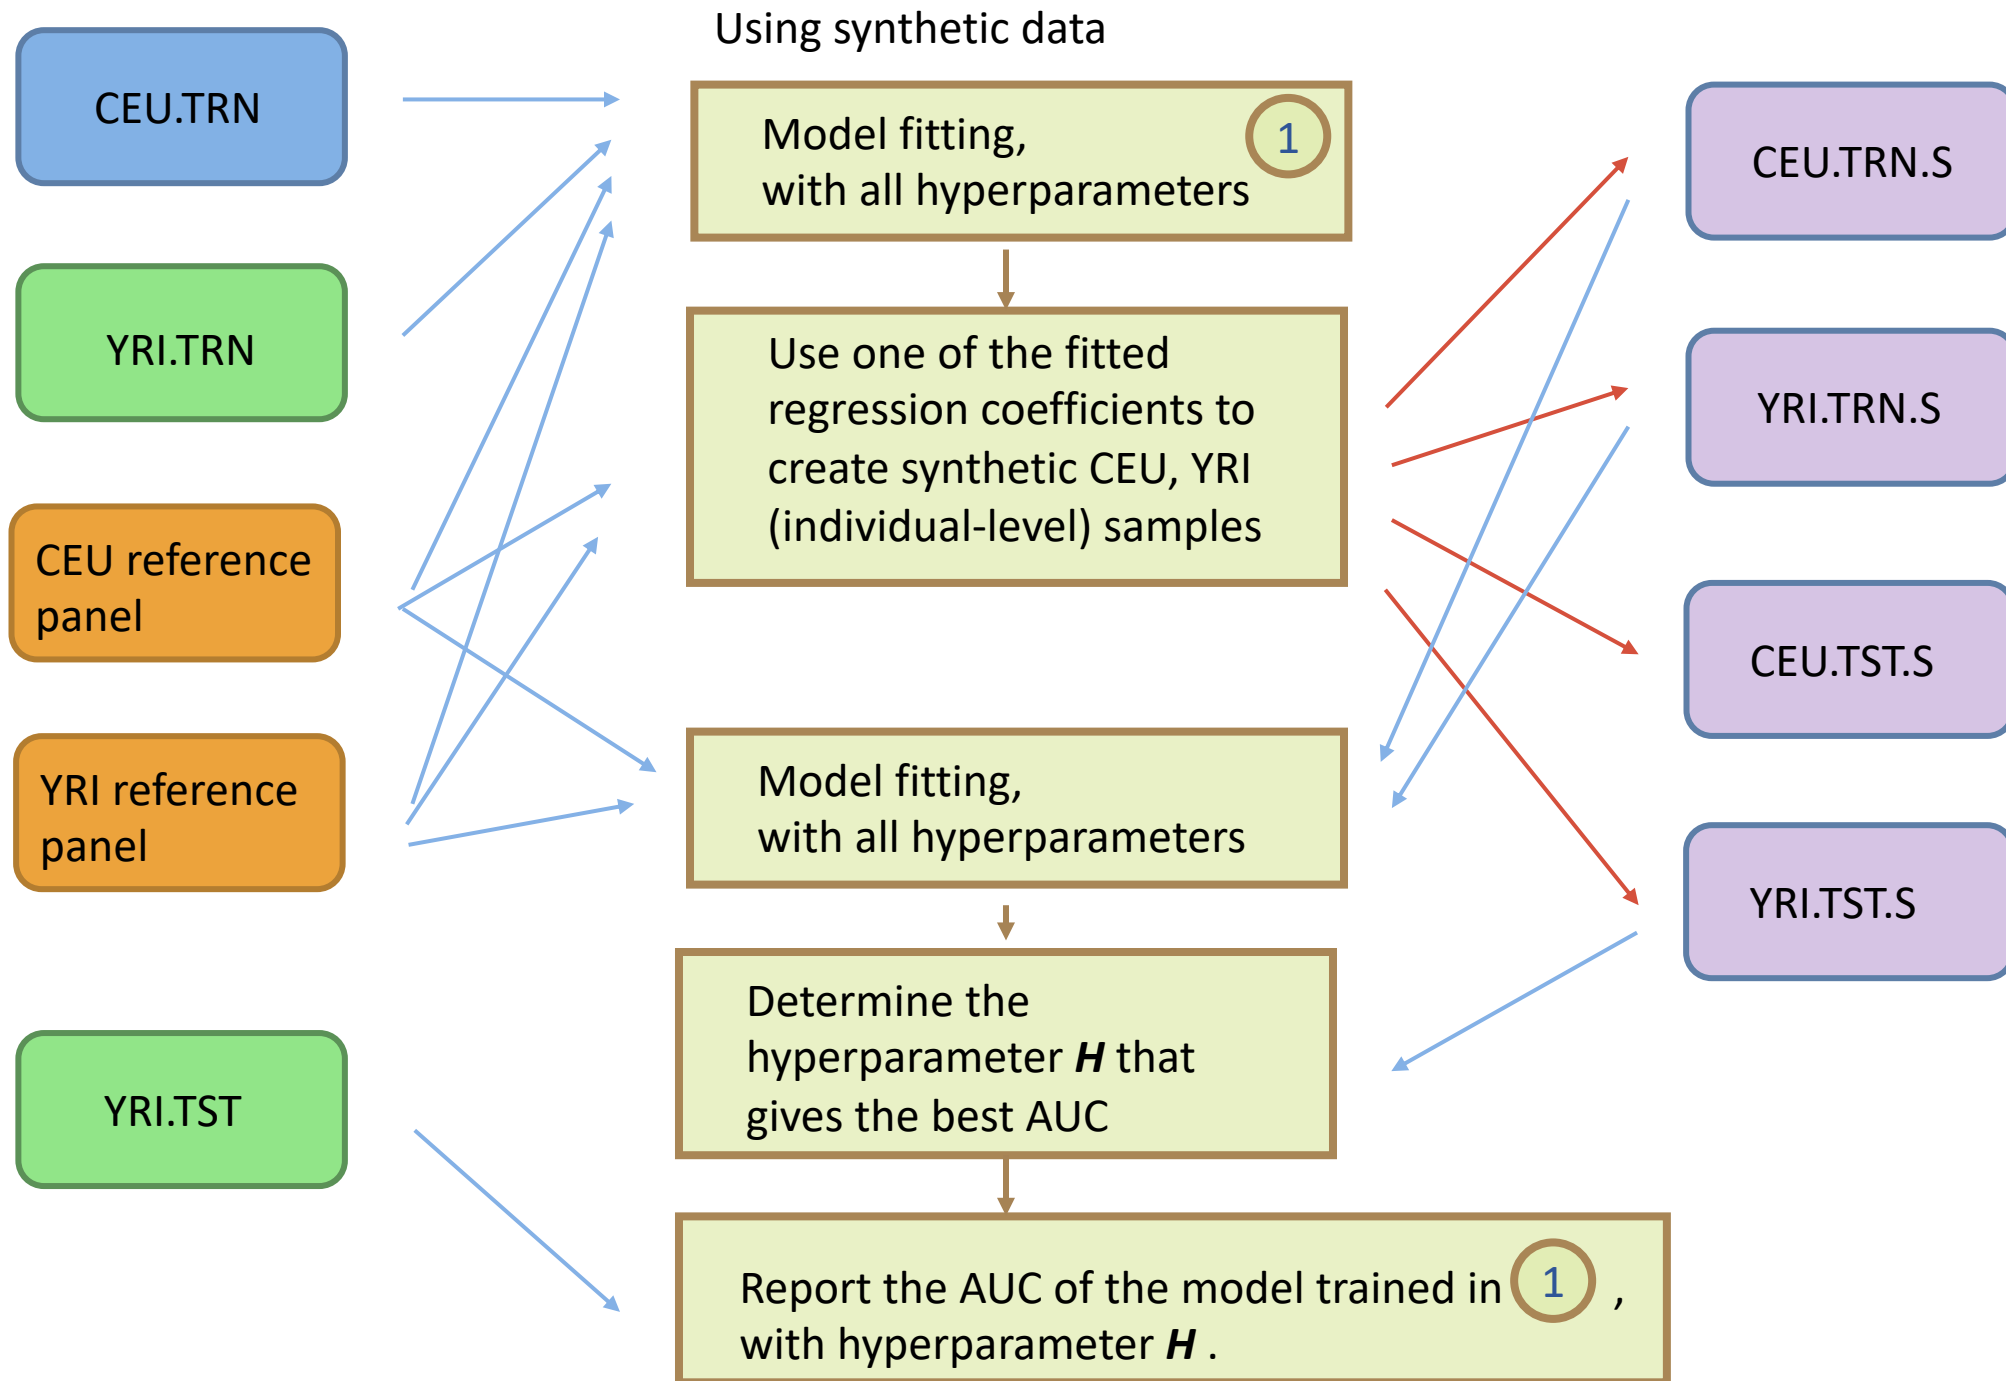 Using synthetic data
CEU.TRN
YRI.TRN
CEU reference
panel
YRI reference
panel
YRI.TST
Model fitting,
with all hyperparameters
1
Use one of the fitted
regression coefficients to
create synthetic CEU, YRI
(individual-level) samples
Model fitting,
with all hyperparameters
Determine the
hyperparameter H that
gives the best AUC
Report the AUC of the model trained in 1 ,
with hyperparameter H .
CEU.TRN.S
YRI.TRN.S
CEU.TST.S
YRI.TST.S